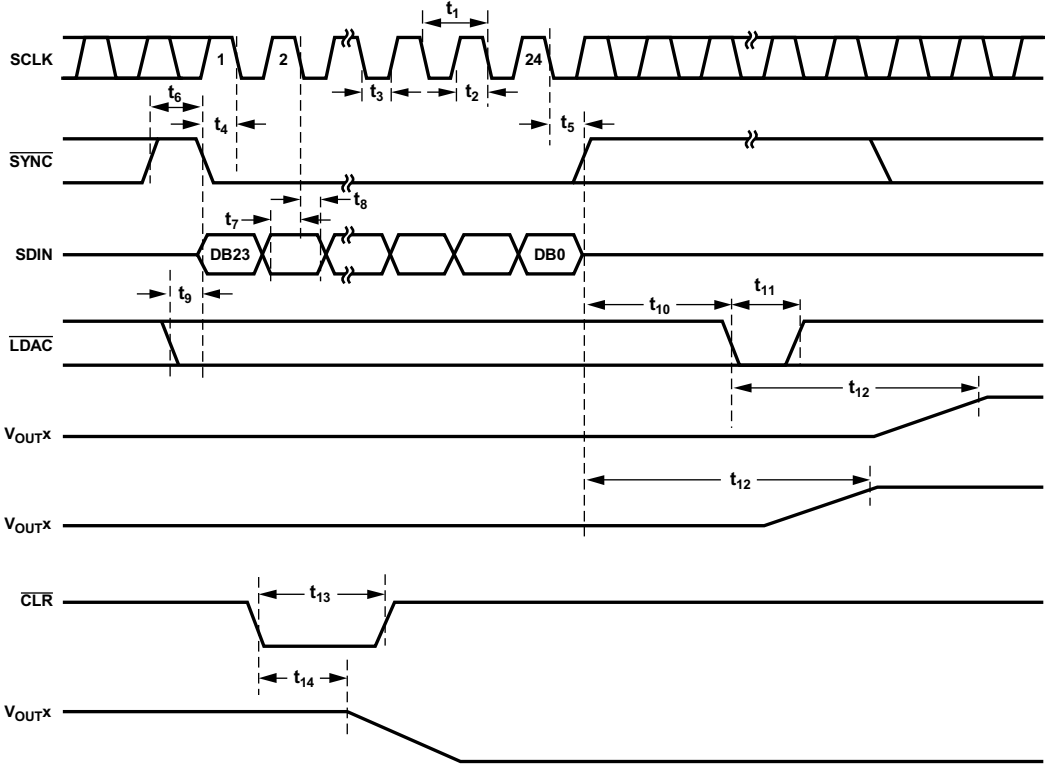 t1
SCLK
1
2
24
t3
t2
t6
t4
t5
SYNC
t8
t7
SDIN
DB23
DB0
t9
t10
t11
LDAC
t12
VOUTx
t12
VOUTx
CLR
t13
t14
VOUTx